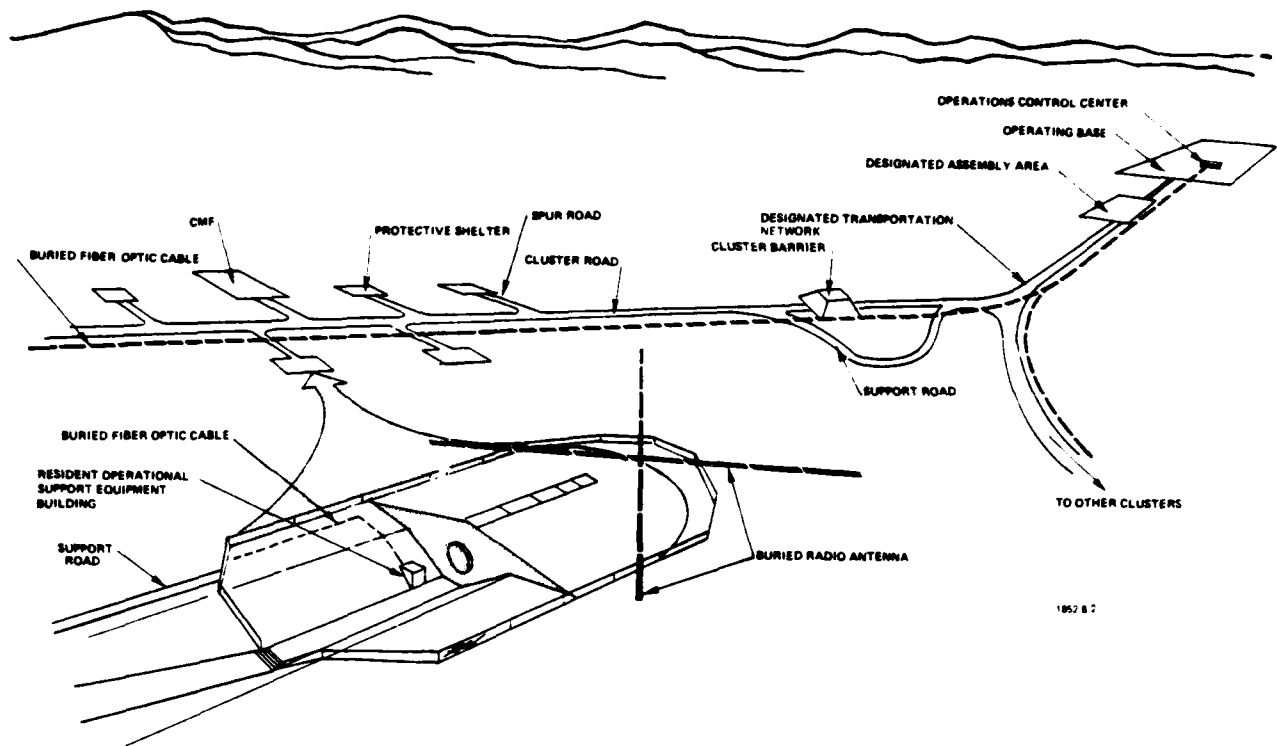 OPERATIONS CONTROL CENTER
OPERATING BASE
DESIGNATED ASSEMBLY AREA
CMF
SPUR ROAD
PROTECTIVE SHELTER
DESIGNATED TRANSPORTATION
NETWORK
CLUSTER BARRIER
BURIED FIBER OPTIC CABLE
CLUSTER ROAD
SUPPORT ROAD
BURIED FIBER OPTIC CABLE
RESIDENT OPERATIONAL
SUPPORT EQUIPMENT
BUILDING
TO OTHER CLUSTERS
SUPPORT
ROAD
BURIED RADIO ANTENNA
1852 B 2